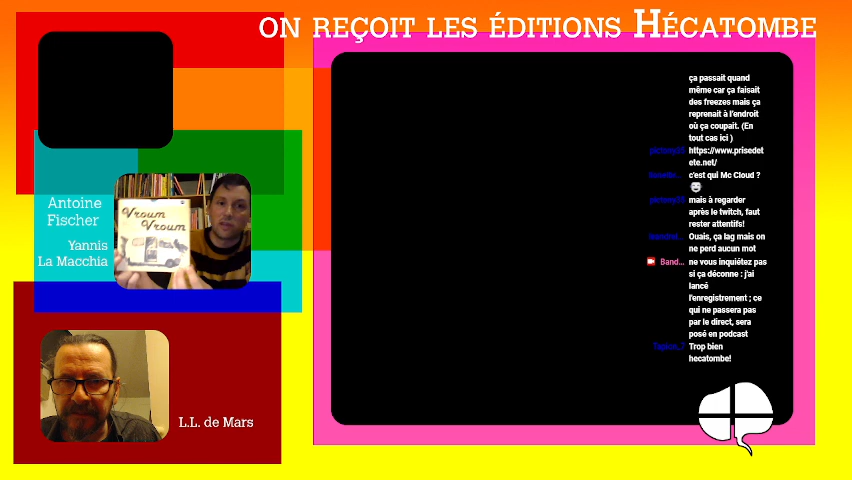 on reçoit les éditions Hécatombe
Antoine
Fischer
Yannis
La Macchia
Vroum
Vroum
L.L. de Mars
ça passait quand
même car ça faisait
des freezes mais ça
reprenait à l'endroit
où ça coupait. (En
tout cas ici )
https://www.prisedet
ete.net/
c'est qui Mc Cloud ?
mais à regarder
après le twitch, faut
rester attentifs!
Ouais, ça lag mais on
ne perd aucun mot
Band... ne vous inquiétez pas
si ça déconne : j'ai
lancé
l'enregistrement ; ce
qui ne passera pas
par le direct, sera
posé en podcast
Trop bien
hecatombe!